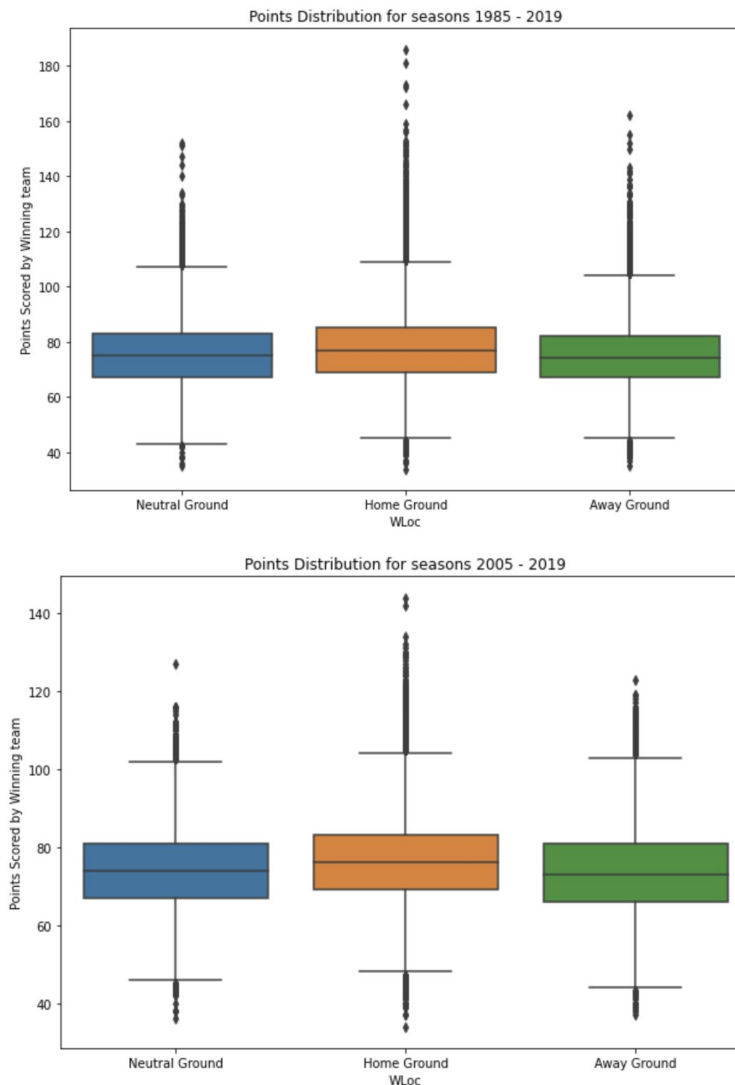 Points Distribution for seasons 1985 - 2019
180
160
140
120
100
80
60
40
Points Scored by Winning team
Neutral Ground Home Ground Away Ground
WLoc
Points Distribution for seasons 2005 - 2019
140
120
100
80
60
40
Points Scored by Winning team
Neutral Ground Home Ground Away Ground
WLoc